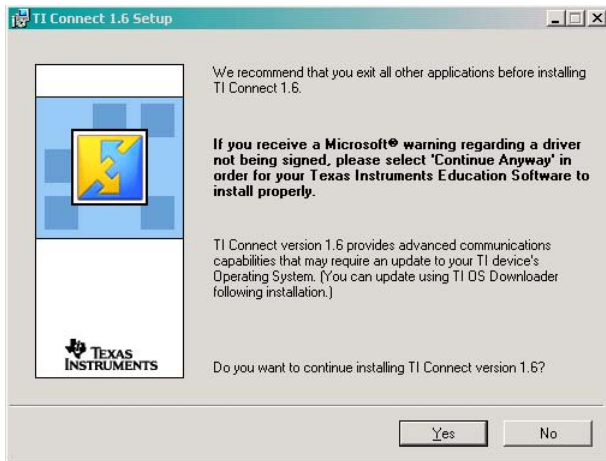 TI Connect 1.6 Setup
We recommend that you exit all other applications before installing
TI Connect 1.6.
If you receive a Microsoft® warning regarding a driver
not being signed, please select 'Continue Anyway' in
order for your Texas Instruments Education Software to
install properly.
TI Connect version 1.6 provides advanced communications
capabilities that may require an update to your TI device's
Operating System. (You can update using TI OS Downloader
following installation.)
TEXAS
INSTRUMENTS
Do you want to continue installing TI Connect version 1.6?
Yes
No